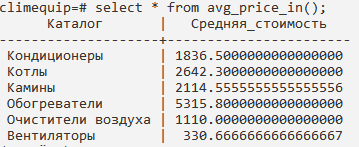 climequip=# select * from avg_price_in();
Каталог | Средняя_стоимость
-------------------+-----------------------
Кондиционеры | 1836.5000000000000000
Котлы | 2642.3000000000000000
Камины | 2114.5555555555555556
Обогреватели | 5315.8000000000000000
Очистители воздуха | 1110.0000000000000000
Вентиляторы | 330.6666666666666667